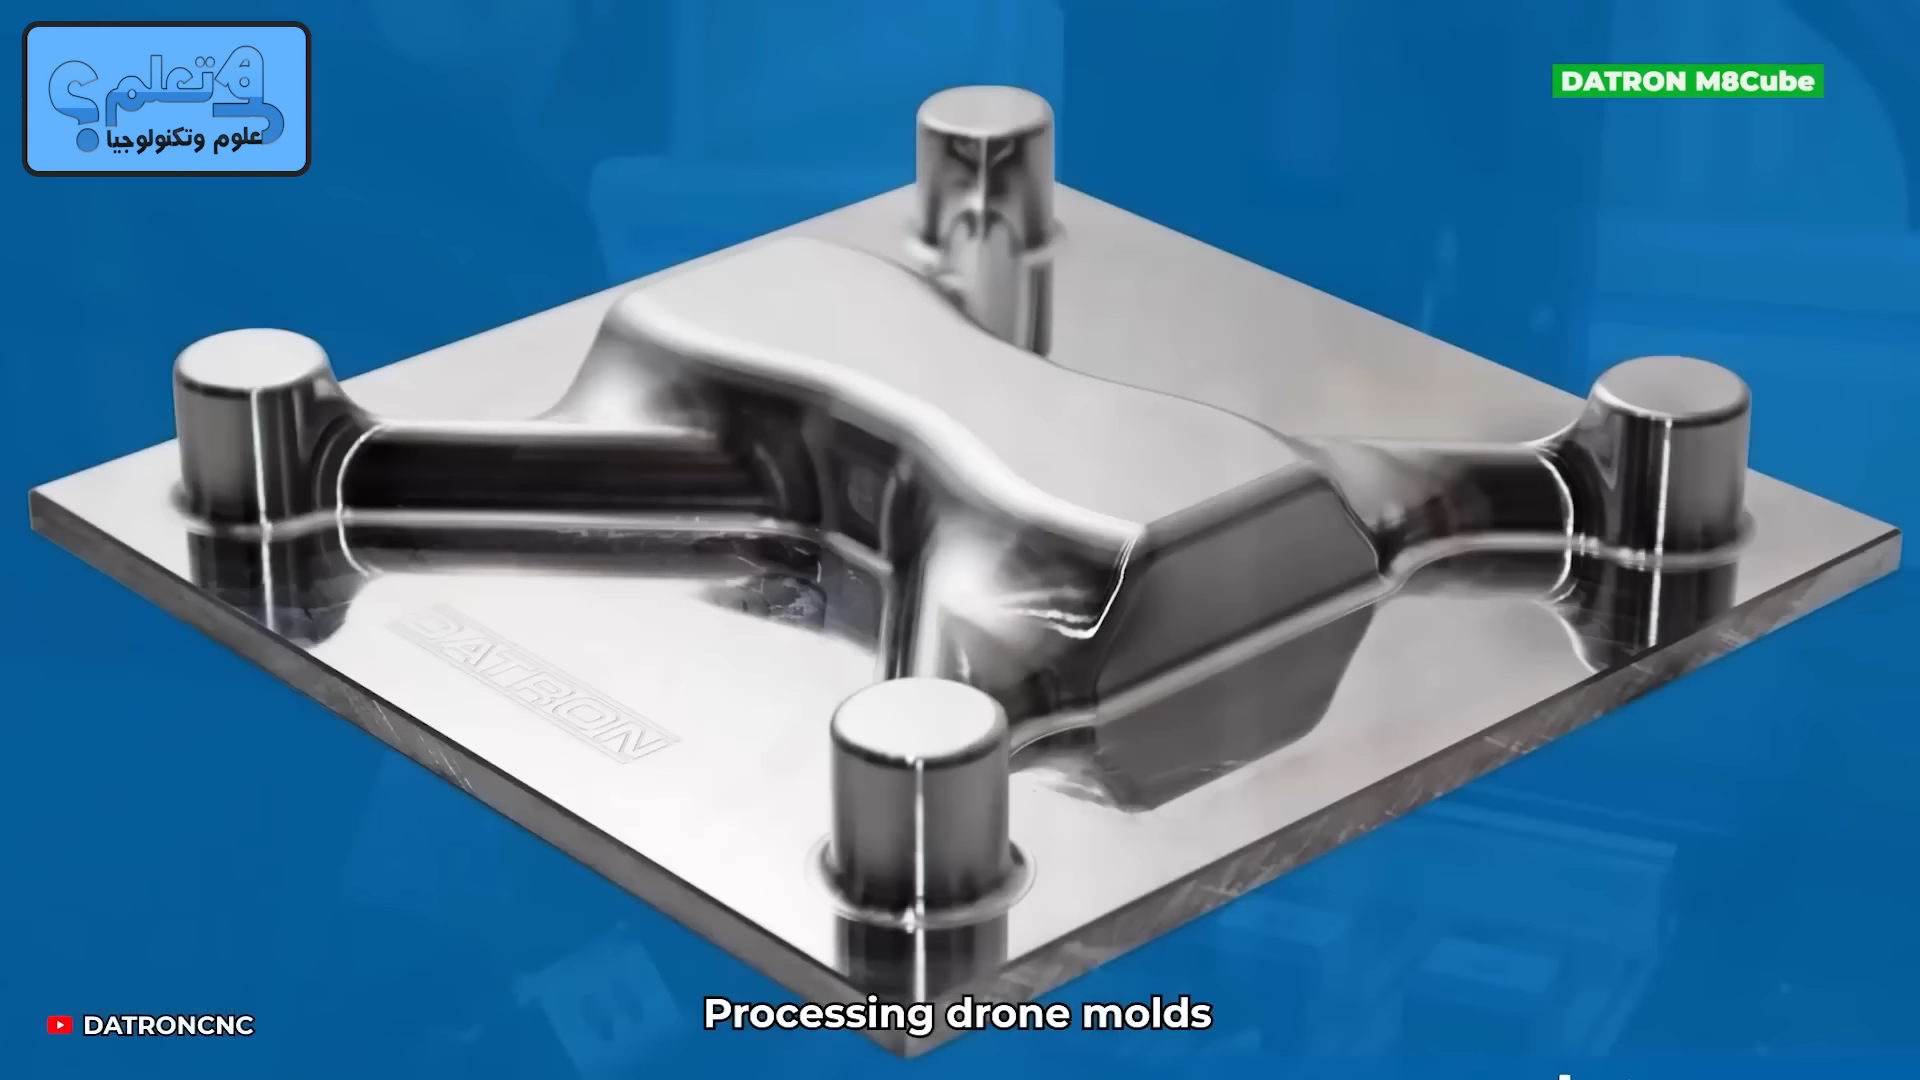 هتعلم؟
علوم وتكنولوجيا
DATRON M8Cube
DATRON
DATRONCNC
Processing drone molds